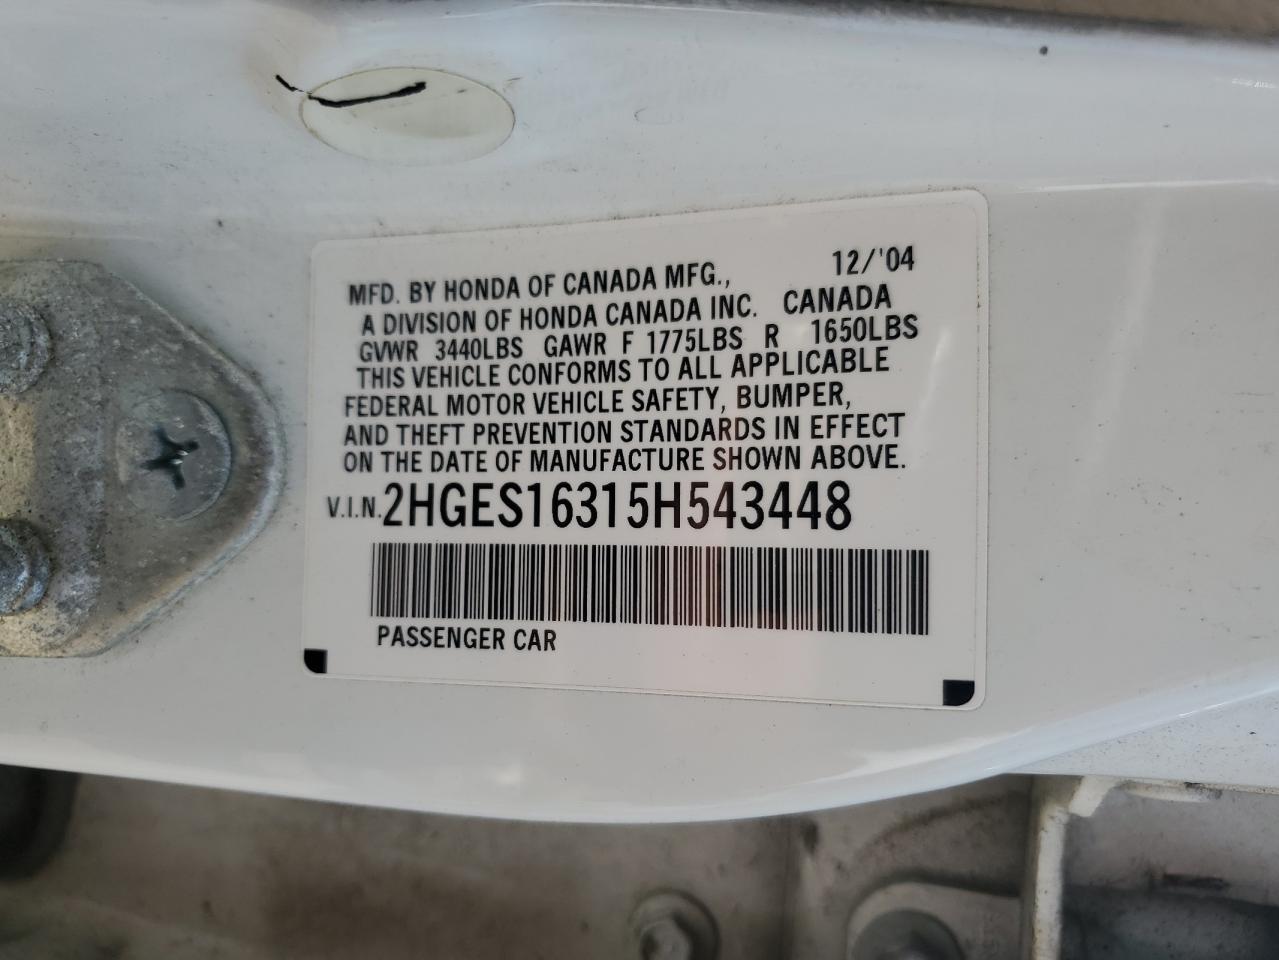 12/'04
MFD. BY HONDA OF CANADA MFG.,
A DIVISION OF HONDA CANADA INC. CANADA
GVWR 3440LBS GAWR F 1775LBS R 1650LBS
THIS VEHICLE CONFORMS TO ALL APPLICABLE
FEDERAL MOTOR VEHICLE SAFETY, BUMPER,
AND THEFT PREVENTION STANDARDS IN EFFECT
ON THE DATE OF MANUFACTURE SHOWN ABOVE.
V.I.N. 2HGES16315H543448
PASSENGER CAR